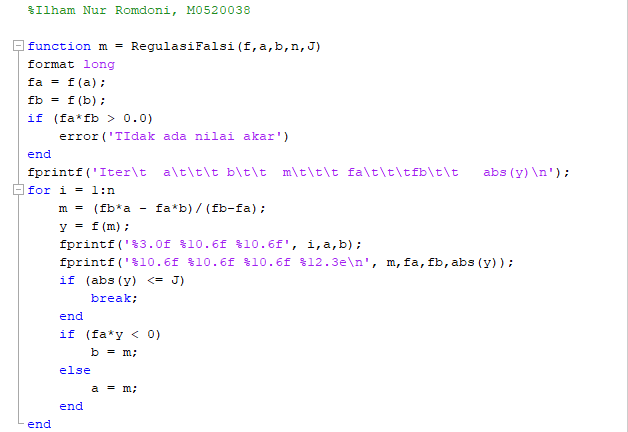 %Ilham Nur Romdoni, M0520038
function m = RegulasiFalsi(f,a,b,n,J)
format long
fa = f(a);
fb = f(b);
if (fa*fb > 0.0)
    error('TIdak ada nilai akar')
end
fprintf('Iter\t  a\t\t\t b\t\t  m\t\t\t fa\t\t\tfb\t\t   abs(y)\n');
for i = 1:n
    m = (fb*a - fa*b)/(fb-fa);
    y = f(m);
    fprintf('%3.0f %10.6f %10.6f', i,a,b);
    fprintf('%10.6f %10.6f %10.6f %12.3e\n', m,fa,fb,abs(y));
    if (abs(y) <= J)
        break;
    end
    if (fa*y < 0)
        b = m;
    else
        a = m;
    end
end